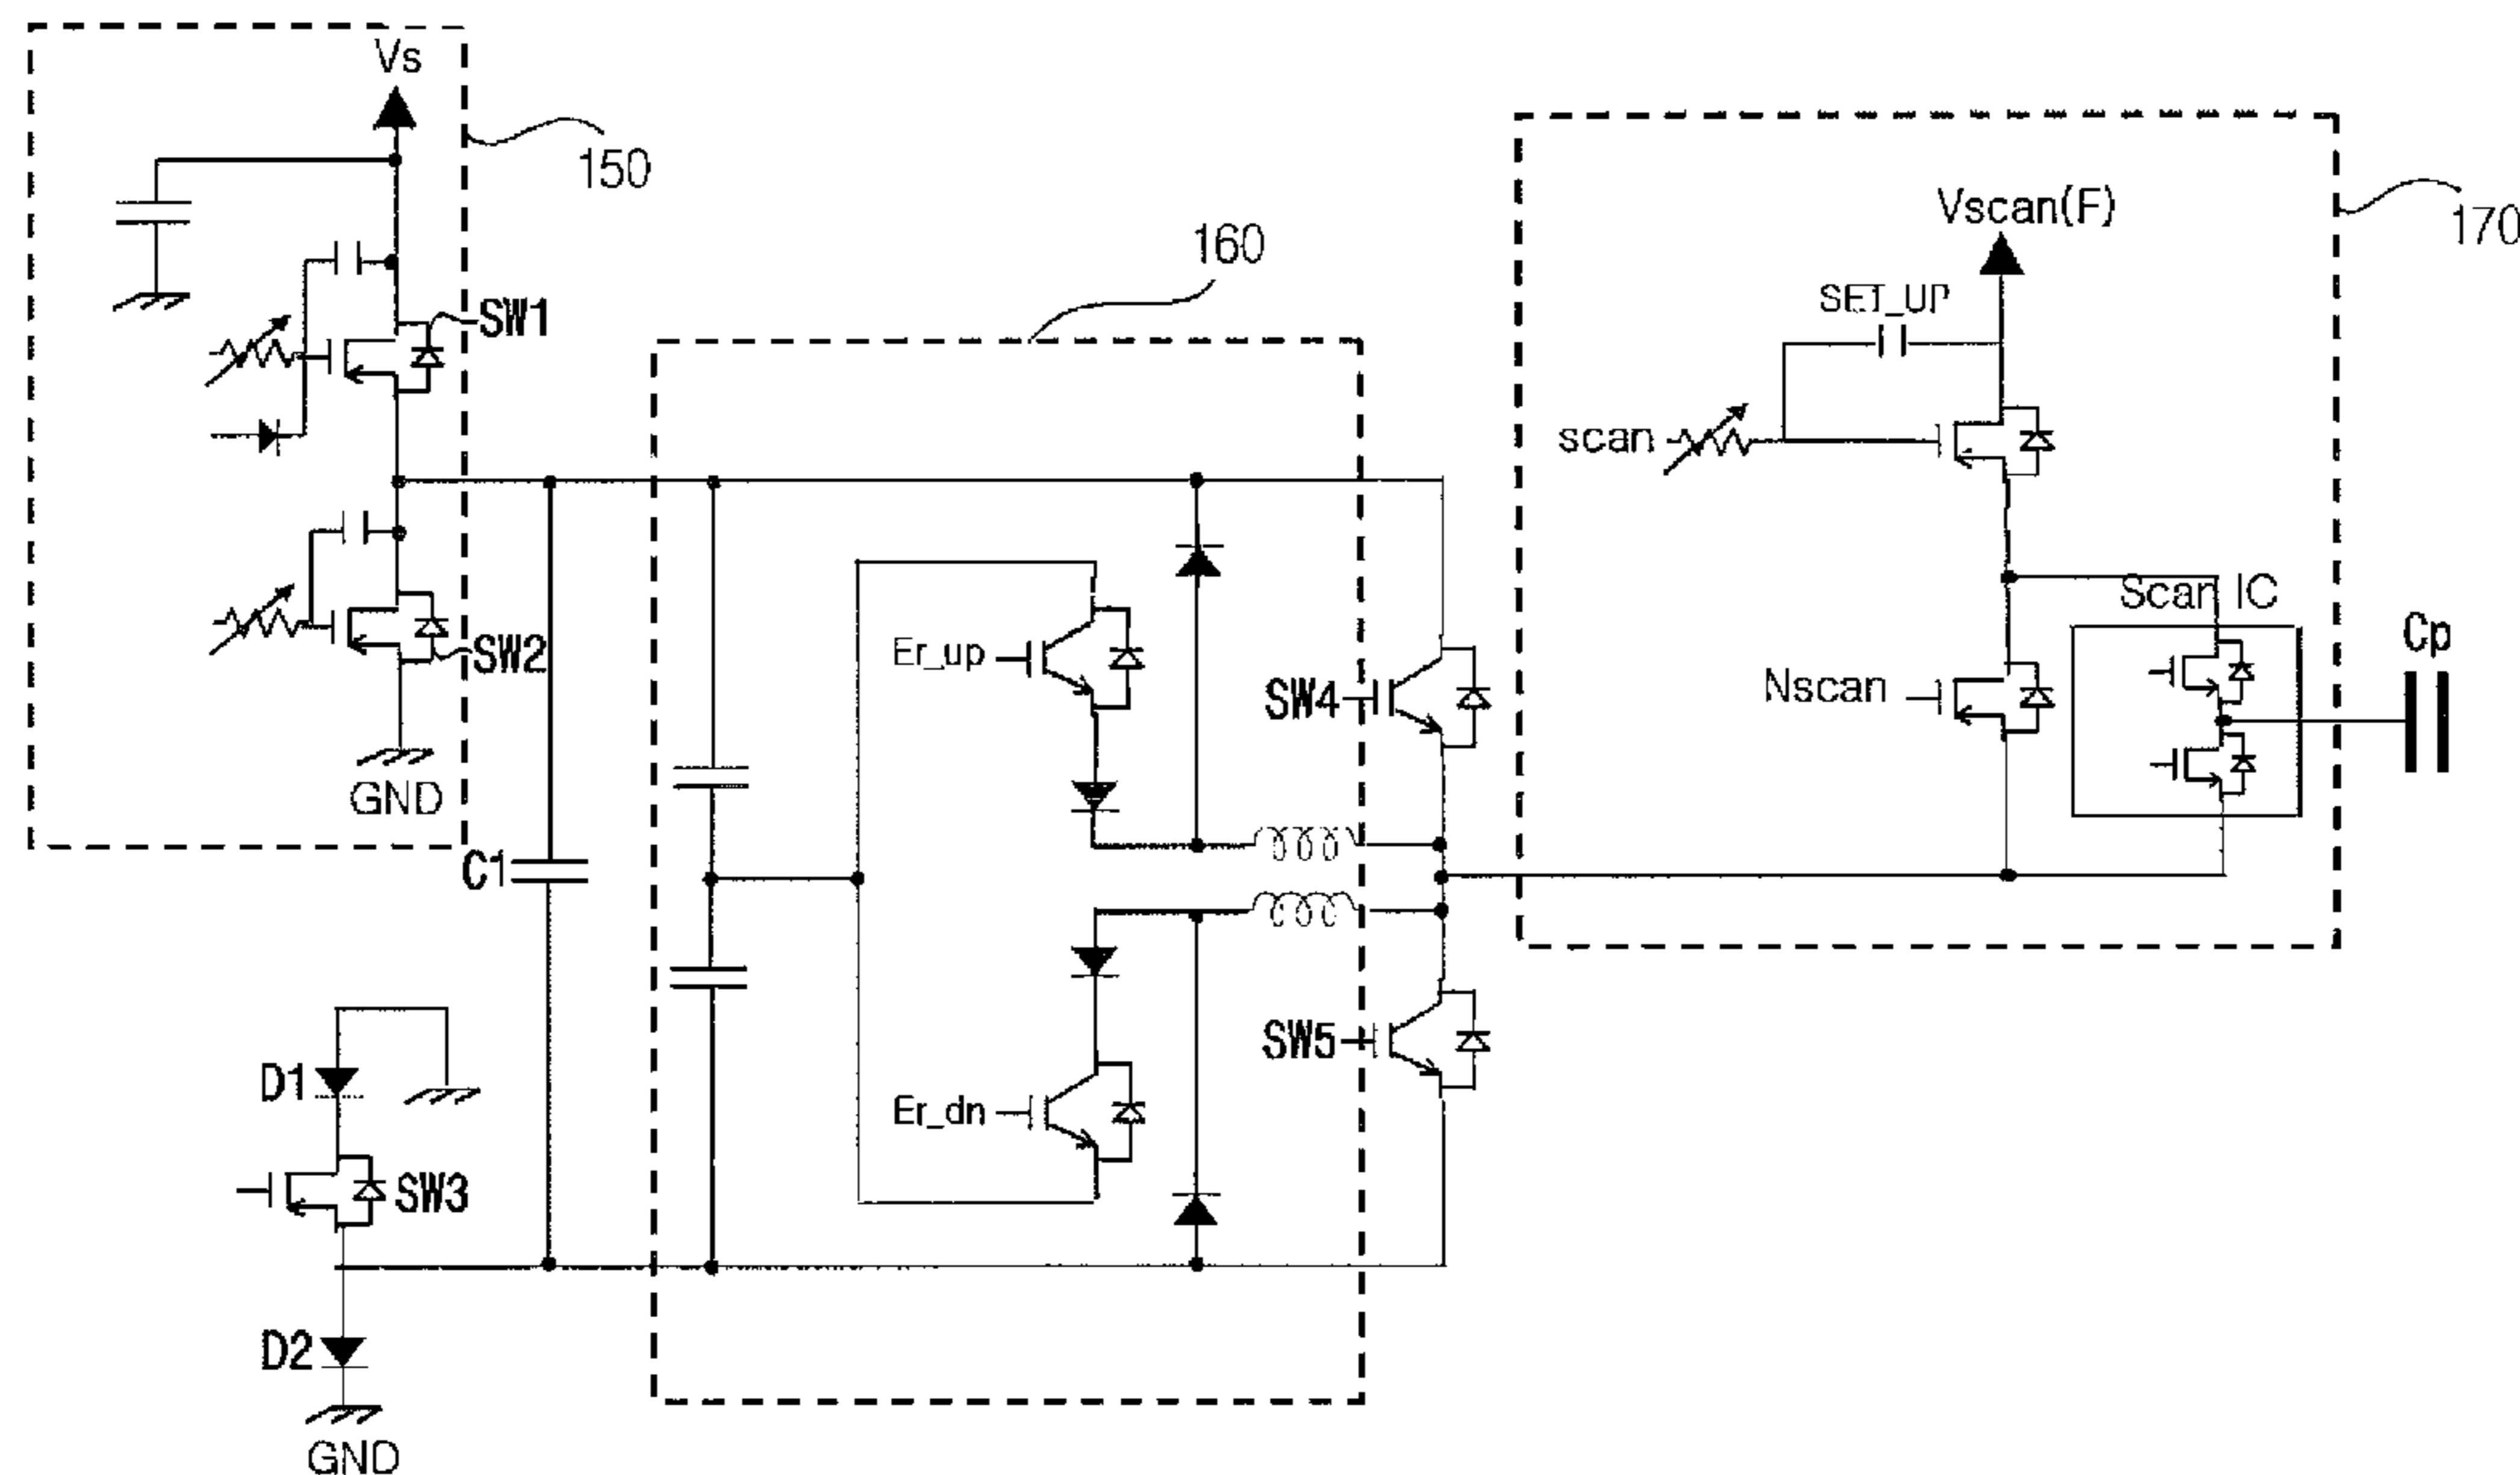 Vs
150
160
Vscan(F)
170
SET_UP
SW1
scan
Scan IC
Cp
Er_up
SW2
SW4
Nscan
GND
C1
D1
SW5
Er_dn
SW3
D2
GND